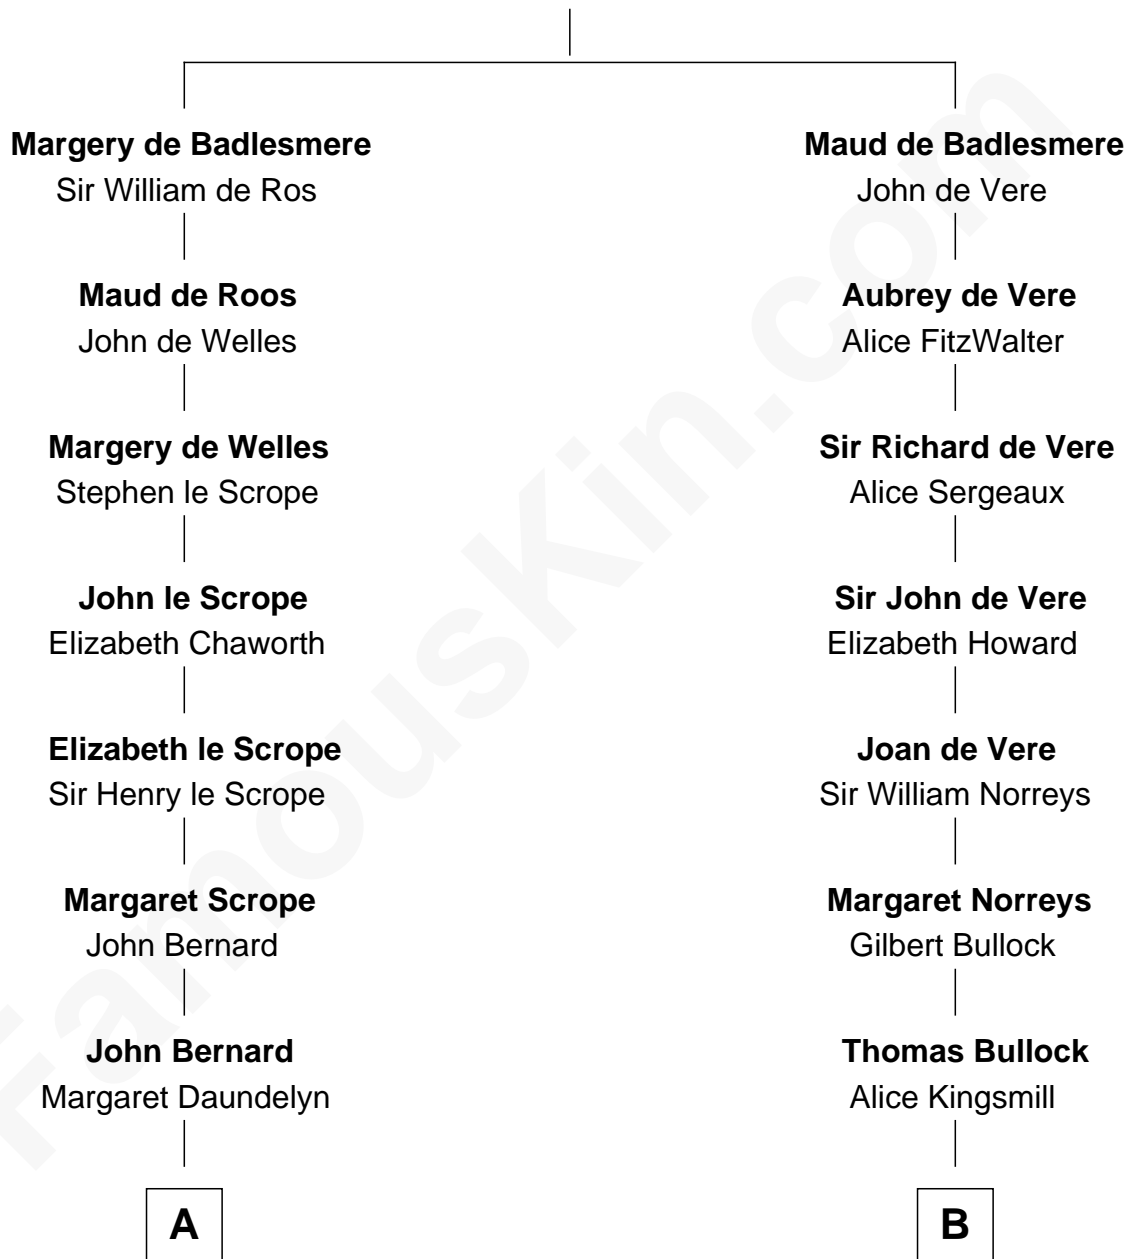 Margery de Badlesmere
Sir William de Ros
Maud de Badlesmere
John de Vere
Maud de Roos
John de Welles
Aubrey de Vere
Alice FitzWalter
Margery de Welles
Stephen le Scrope
Sir Richard de Vere
Alice Sergeaux
John le Scrope
Elizabeth Chaworth
Sir John de Vere
Elizabeth Howard
Elizabeth le Scrope
Sir Henry le Scrope
Joan de Vere
Sir William Norreys
Margaret Scrope
John Bernard
Margaret Norreys
Gilbert Bullock
John Bernard
Margaret Daundelyn
Thomas Bullock
Alice Kingsmill
A
B
FamousKin.com